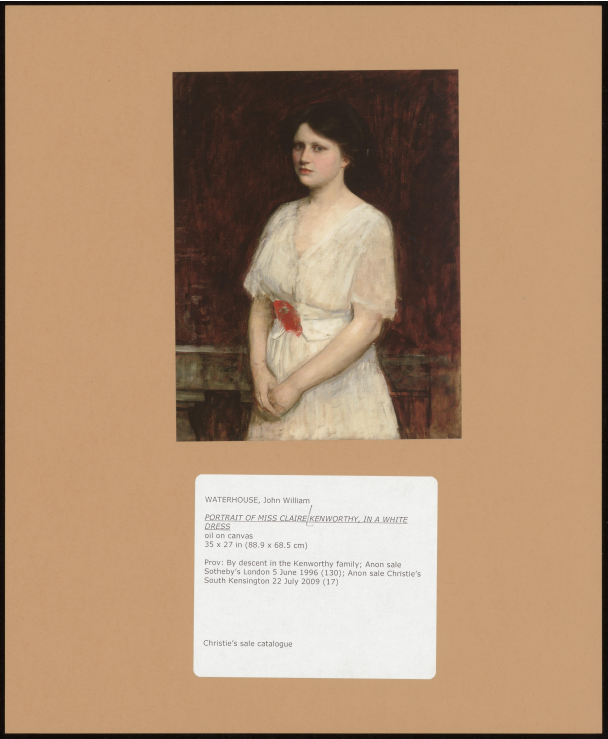 WATERHOUSE, John William
PORTRAIT OF MISS CLAIRE KENWORTHY, IN A WHITE
DRESS
oil on canvas
35 x 27 in (88.9 x 68.5 cm)
Prov: By descent in the Kenworthy family; Anon sale
Sotheby's London 5 June 1996 (130); Anon sale Christie's
South Kensington 22 July 2009 (17)
Christie's sale catalogue